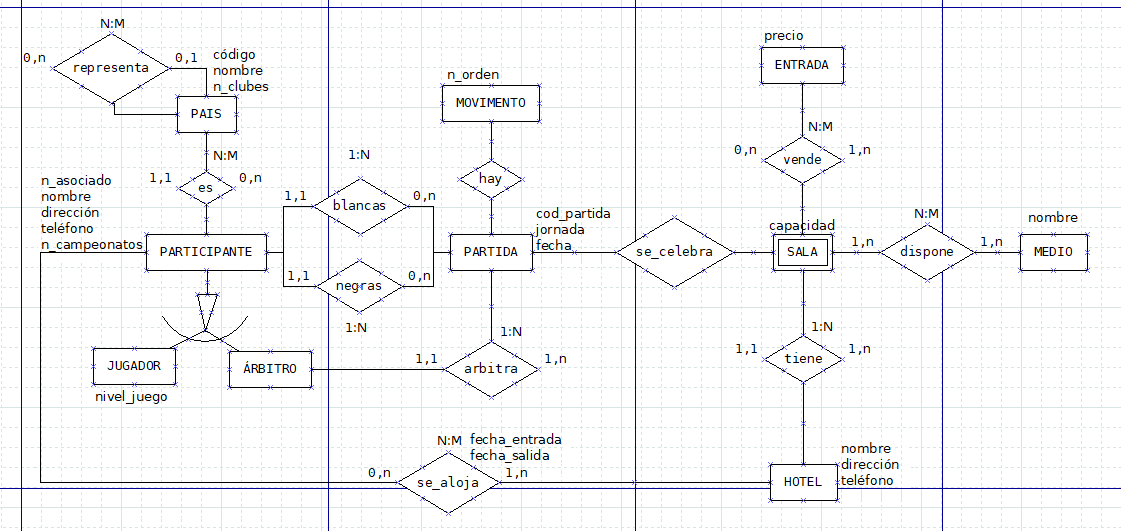 N:M
0,n
representa
0,1
código
nombre
n_clubes
PAIS
N:M
1,1
es
0,n
n_asociado
nombre
dirección
teléfono
n_campeonatos
PARTICIPANTE
JUGADOR
nivel_juego
ÁRBITRO
1:N
1,1
blancas
0,n
1,1
negras
0,n
1:N
n_orden
MOVIMENTO
hay
PARTIDA
cod_partida
jornada
fecha
1:N
1,1
arbitra
1,n
se_celebra
precio
ENTRADA
N:M
0,n
vende
1,n
capacidad
SALA
N:M
1,n
dispone
1,n
nombre
MEDIO
1:N
1,1
tiene
1,n
nombre
dirección
teléfono
HOTEL
N:M
fecha_entrada
fecha_salida
0,n
se_aloja
1,n